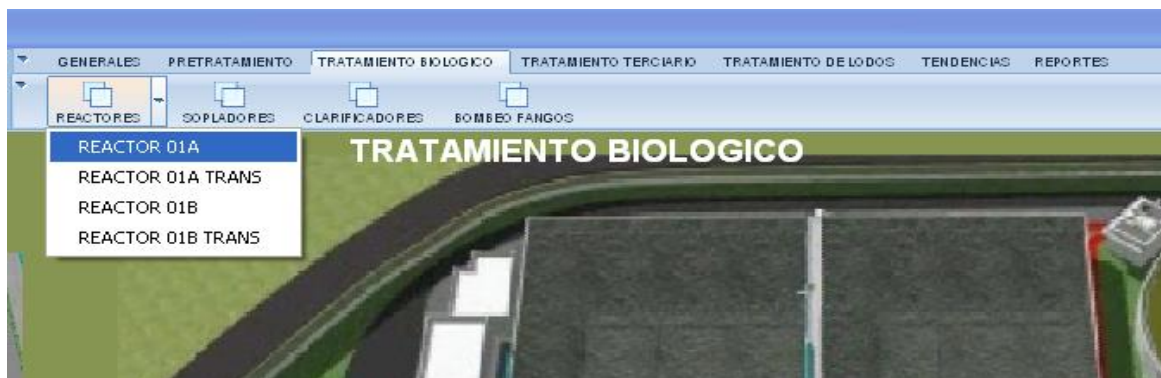 GENERALES PRETRATAMIENTO TRATAMIENTO BIOLOGICO TRATAMIENTO TERCIARIO TRATAMIENTO DE LODOS TENDENCIAS REPORTES
REACTORES SOPLADORES CLARIFICADORES BOMBEO FANGOS
REACTOR 01A
REACTOR 01A TRANS
REACTOR 01B
REACTOR 01B TRANS
TRATAMIENTO BIOLOGICO